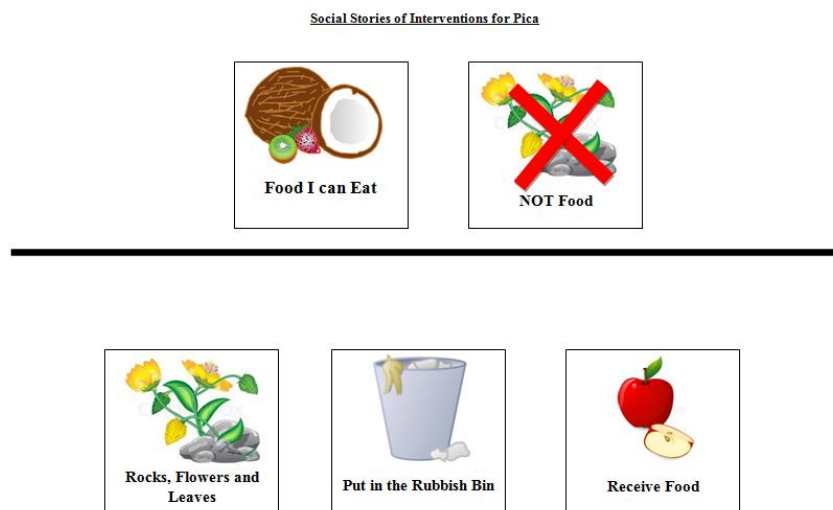 Social Stories of Interventions for Pica
Food I can Eat
NOT Food
Rocks, Flowers and
Leaves
Put in the Rubbish Bin
Receive Food